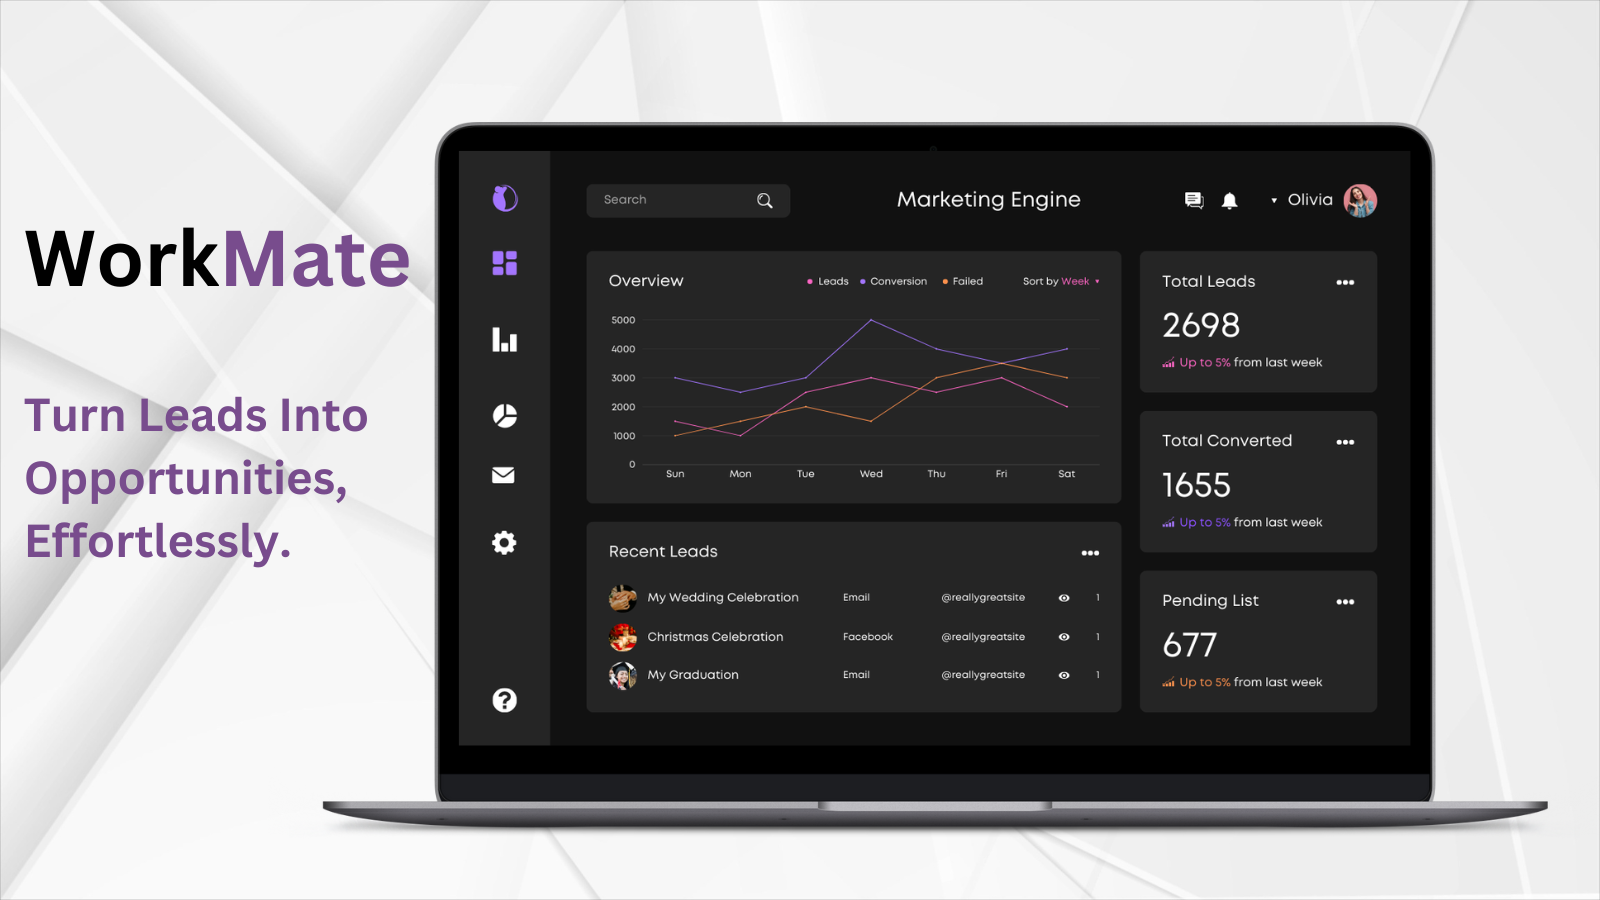 WorkMate
Turn Leads Into
Opportunities,
Effortlessly.
Search
Marketing Engine
Olivia
Overview
Leads Conversion Failed
Sort by Week
5000
4000
3000
2000
1000
0
Sun Mon Tue Wed Thu Fri Sat
Recent Leads
My Wedding Celebration Email @reallygreatsite 1
Christmas Celebration Facebook @reallygreatsite 1
My Graduation Email @reallygreatsite 1
Total Leads
2698
Up to 5% from last week
Total Converted
1655
Up to 5% from last week
Pending List
677
Up to 5% from last week